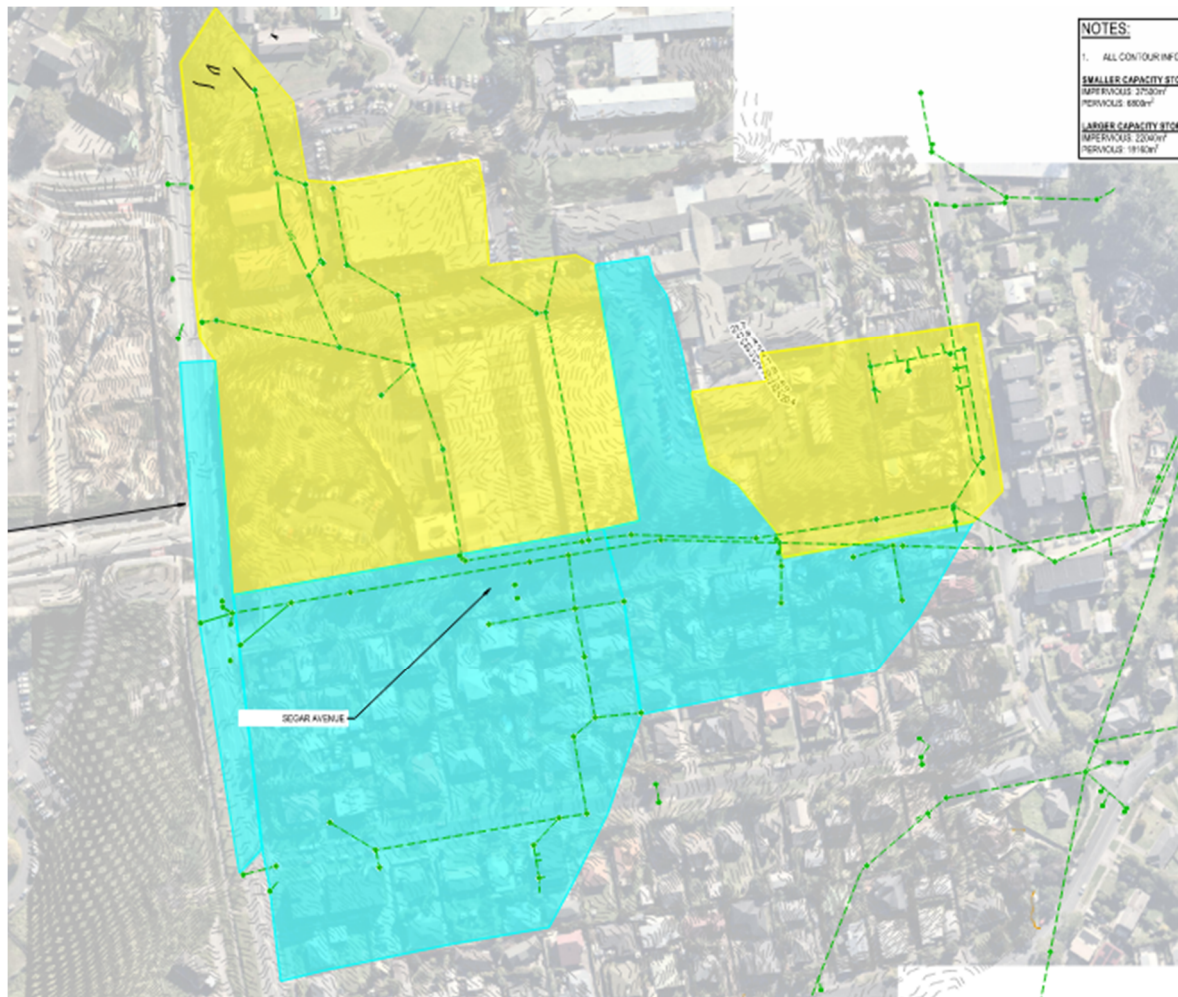 NOTES:
1. ALL CONTOUR INFO
SMALLER CAPACITY STO
IMPERVIOUS: 37500m²
PERVIOUS: 6800m²
LARGER CAPACITY STOR
IMPERVIOUS: 22040m²
PERVIOUS: 18160m²
SEGAR AVENUE